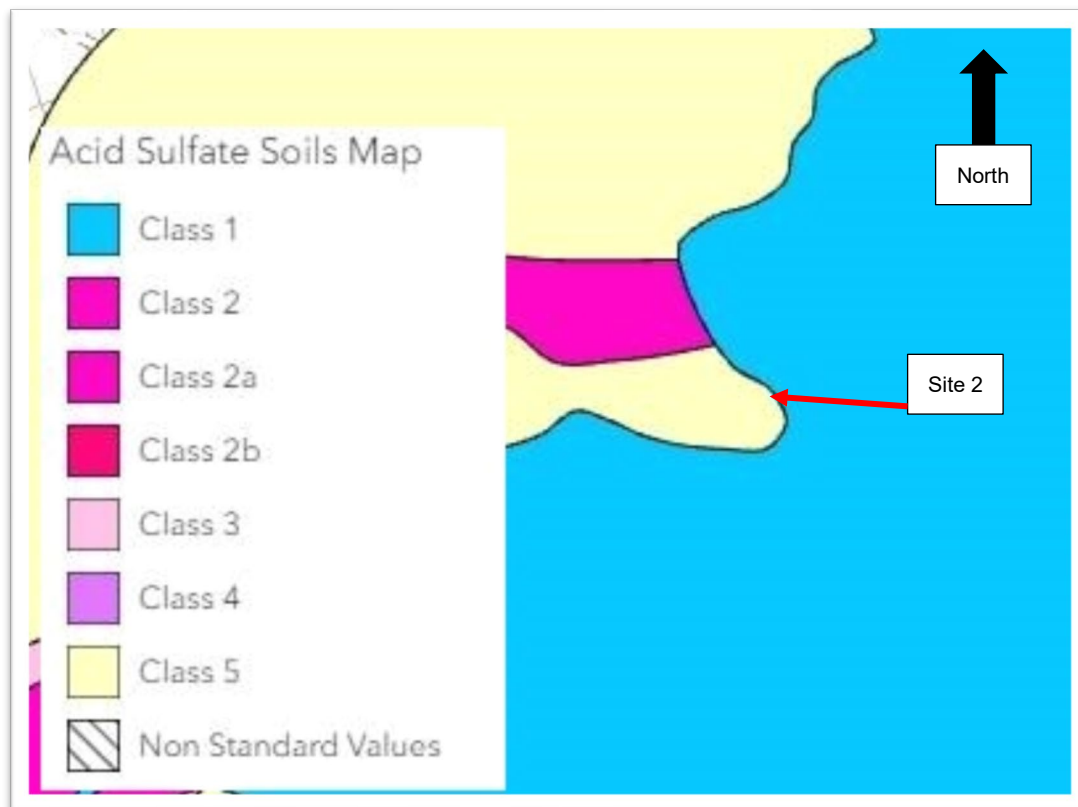 Acid Sulfate Soils Map
Class 1
Class 2
Class 2a
Class 2b
Class 3
Class 4
Class 5
Non Standard Values
North
Site 2